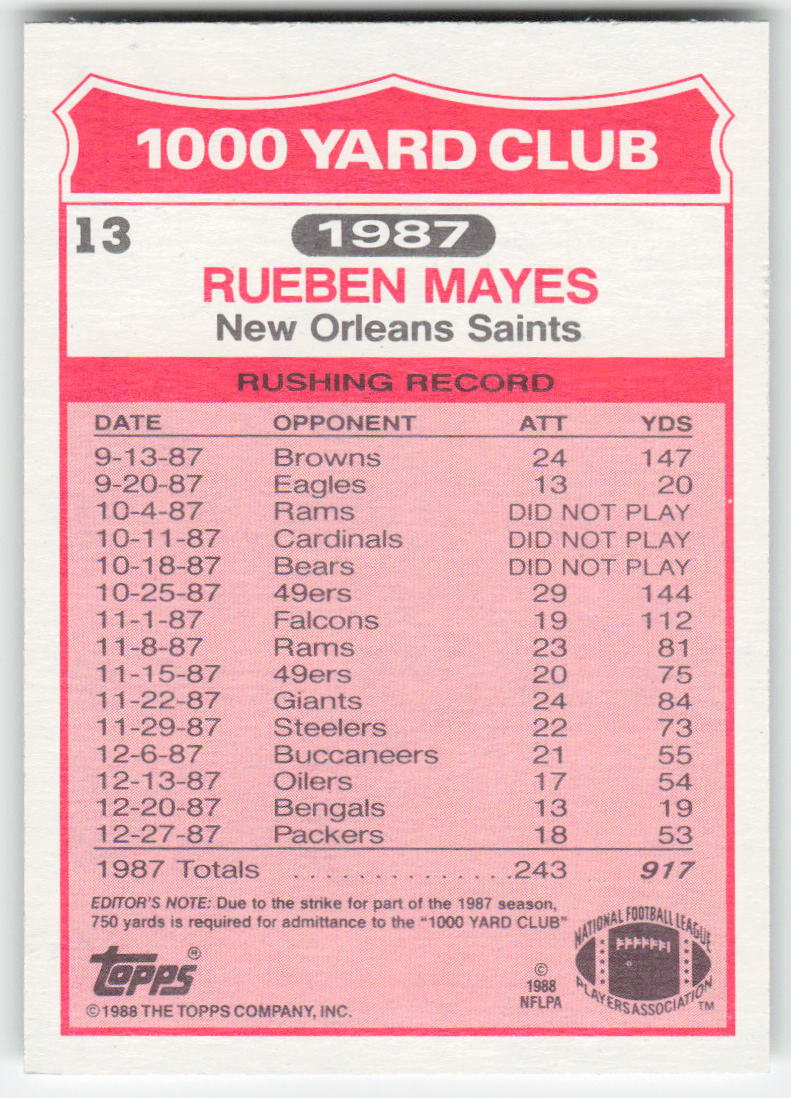 1000 YARD CLUB
13
1987
RUEBEN MAYES
New Orleans Saints
RUSHING RECORD
DATE OPPONENT ATT YDS
9-13-87 Browns 24 147
9-20-87 Eagles 13 20
10-4-87 Rams DID NOT PLAY
10-11-87 Cardinals DID NOT PLAY
10-18-87 Bears DID NOT PLAY
10-25-87 49ers 29 144
11-1-87 Falcons 19 112
11-8-87 Rams 23 81
11-15-87 49ers 20 75
11-22-87 Giants 24 84
11-29-87 Steelers 22 73
12-6-87 Buccaneers 21 55
12-13-87 Oilers 17 54
12-20-87 Bengals 13 19
12-27-87 Packers 18 53
1987 Totals ...............243 917
EDITOR'S NOTE: Due to the strike for part of the 1987 season,
750 yards is required for admittance to the "1000 YARD CLUB"
topps®
©1988 THE TOPPS COMPANY, INC.
©
1988
NFLPA
NATIONAL FOOTBALL LEAGUE
PLAYERS ASSOCIATION™